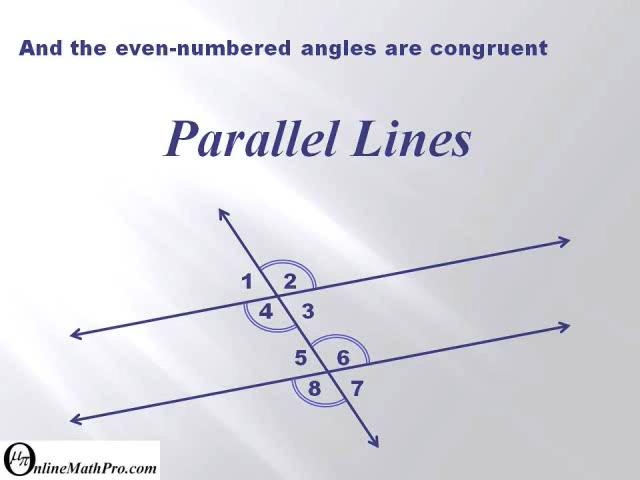 And the even-numbered angles are congruent
Parallel Lines
1 2
4 3
5 6
8 7
μπ
OnlineMathPro.com